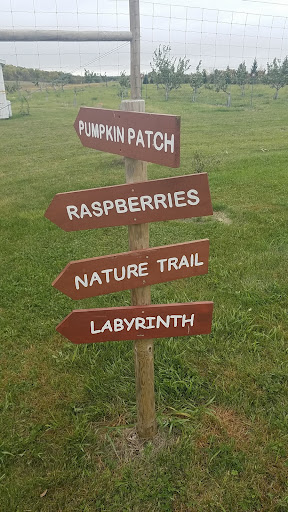 PUMPKIN PATCH
RASPBERRIES
NATURE TRAIL
LABYRINTH